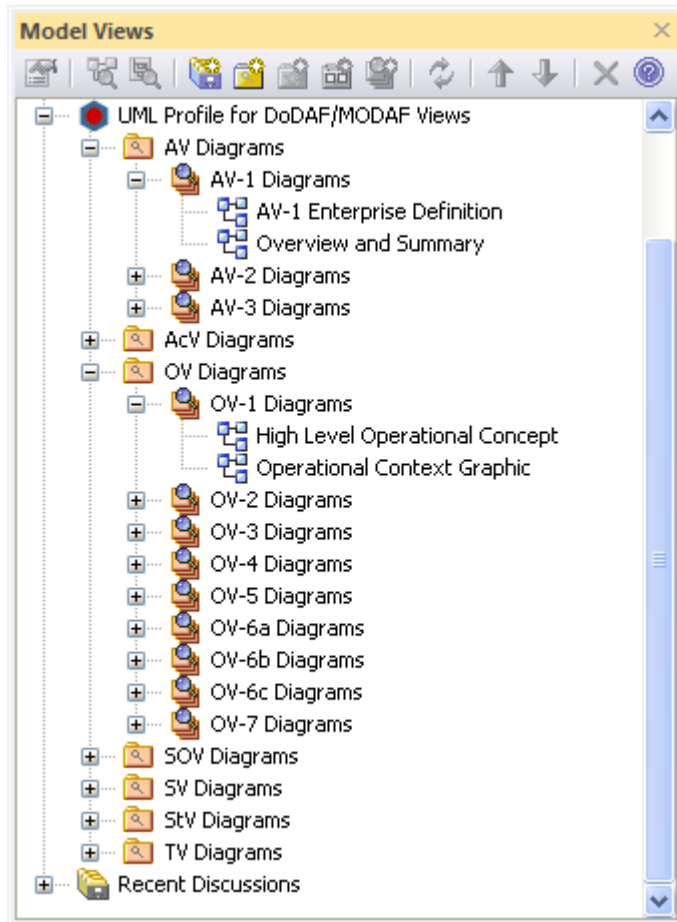 Model Views
UML Profile for DoDAF/MODAF Views
AV Diagrams
AV-1 Diagrams
AV-1 Enterprise Definition
Overview and Summary
AV-2 Diagrams
AV-3 Diagrams
AcV Diagrams
OV Diagrams
OV-1 Diagrams
High Level Operational Concept
Operational Context Graphic
OV-2 Diagrams
OV-3 Diagrams
OV-4 Diagrams
OV-5 Diagrams
OV-6a Diagrams
OV-6b Diagrams
OV-6c Diagrams
OV-7 Diagrams
SOV Diagrams
SV Diagrams
StV Diagrams
TV Diagrams
Recent Discussions